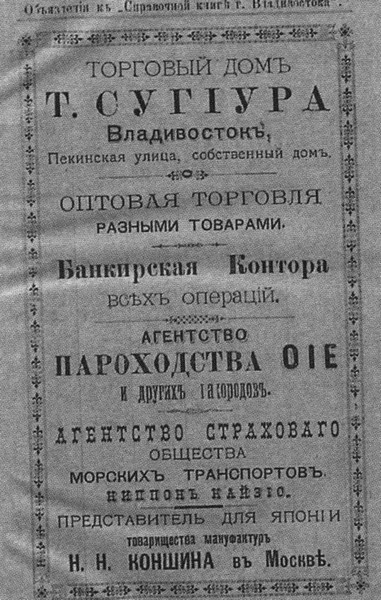 Объявленія къ „Справочной книгѣ г. Владивостока“.
ТОРГОВЫЙ ДОМЪ
Т. СУГІУРА
Владивостокъ,
Пекинская улица, собственный домъ.
ОПТОВАЯ ТОРГОВЛЯ
РАЗНЫМИ ТОВАРАМИ.
Банкирская Контора
ВСѢХЪ ОПЕРАЦІЙ.
АГЕНТСТВО
ПАРОХОДСТВА ОІЕ
и другихъ
АГЕНТСТВО СТРАХОВАГО
ОБЩЕСТВА
МОРСКИХЪ ТРАНСПОРТОВЪ
НИППОНЪ КАЙЗІО.
ПРЕДСТАВИТЕЛЬ ДЛЯ ЯПОНІИ
товарищества мануфактуръ
Н. Н. КОНШИНА въ Москвѣ.